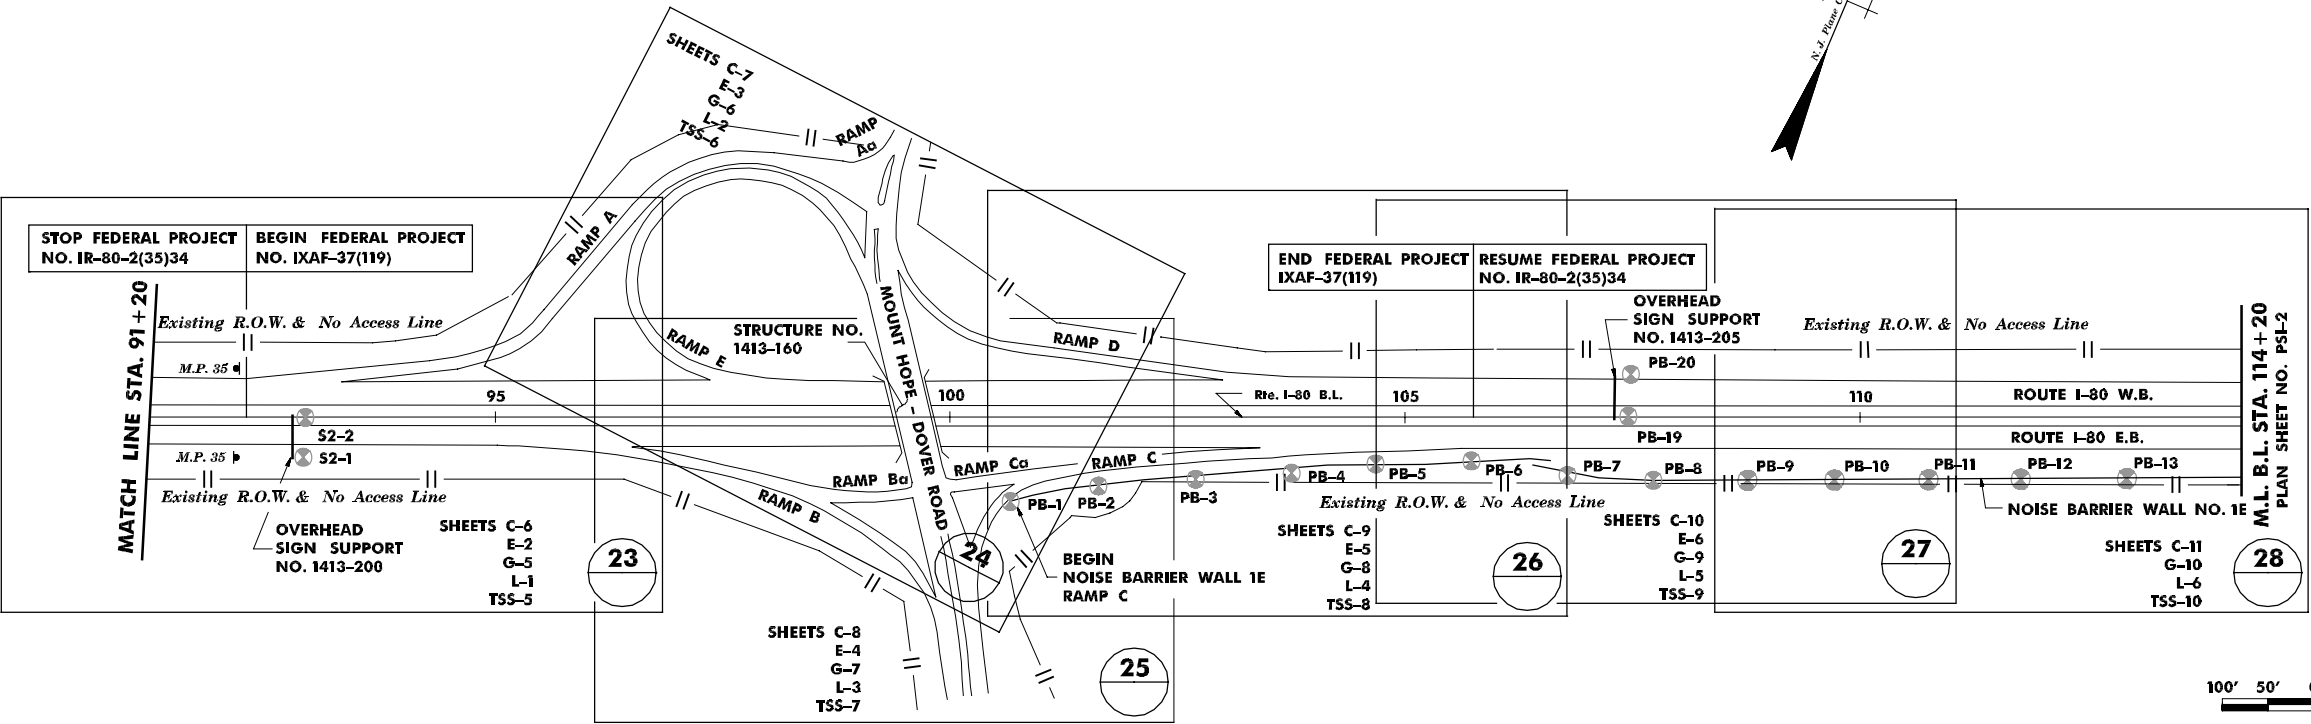 N.J. Plane
SHEETS C-7
E-3
G-6
L-2
TSS-6
RAMP
Aa
RAMP A
STOP FEDERAL PROJECT
NO. IR-80-2(35)34
BEGIN FEDERAL PROJECT
NO. IXAF-37(119)
END FEDERAL PROJECT
IXAF-37(119)
RESUME FEDERAL PROJECT
NO. IR-80-2(35)34
MATCH LINE STA. 91+20
Existing R.O.W. & No Access Line
M.P. 35
RAMP E
STRUCTURE NO.
1413-160
MOUNT HOPE - DOVER ROAD
RAMP D
OVERHEAD
SIGN SUPPORT
NO. 1413-205
PB-20
Existing R.O.W. & No Access Line
95
100
Rte. I-80 B.L.
105
110
ROUTE I-80 W.B.
S2-2
S2-1
M.P. 35
PB-19
ROUTE I-80 E.B.
Existing R.O.W. & No Access Line
RAMP Ba
RAMP Ca
RAMP C
RAMP B
PB-1
PB-2
PB-3
PB-4
PB-5
PB-6
PB-7
PB-8
PB-9
PB-10
PB-11
PB-12
PB-13
Existing R.O.W. & No Access Line
NOISE BARRIER WALL NO. 1E
M.L. B.L. STA. 114+20
PLAN SHEET NO. PSI-2
OVERHEAD
SIGN SUPPORT
NO. 1413-200
SHEETS C-6
E-2
G-5
L-1
TSS-5
23
24
BEGIN
NOISE BARRIER WALL 1E
RAMP C
SHEETS C-9
E-5
G-8
L-4
TSS-8
26
SHEETS C-10
E-6
G-9
L-5
TSS-9
27
SHEETS C-11
G-10
L-6
TSS-10
28
SHEETS C-8
E-4
G-7
L-3
TSS-7
25
100' 50'